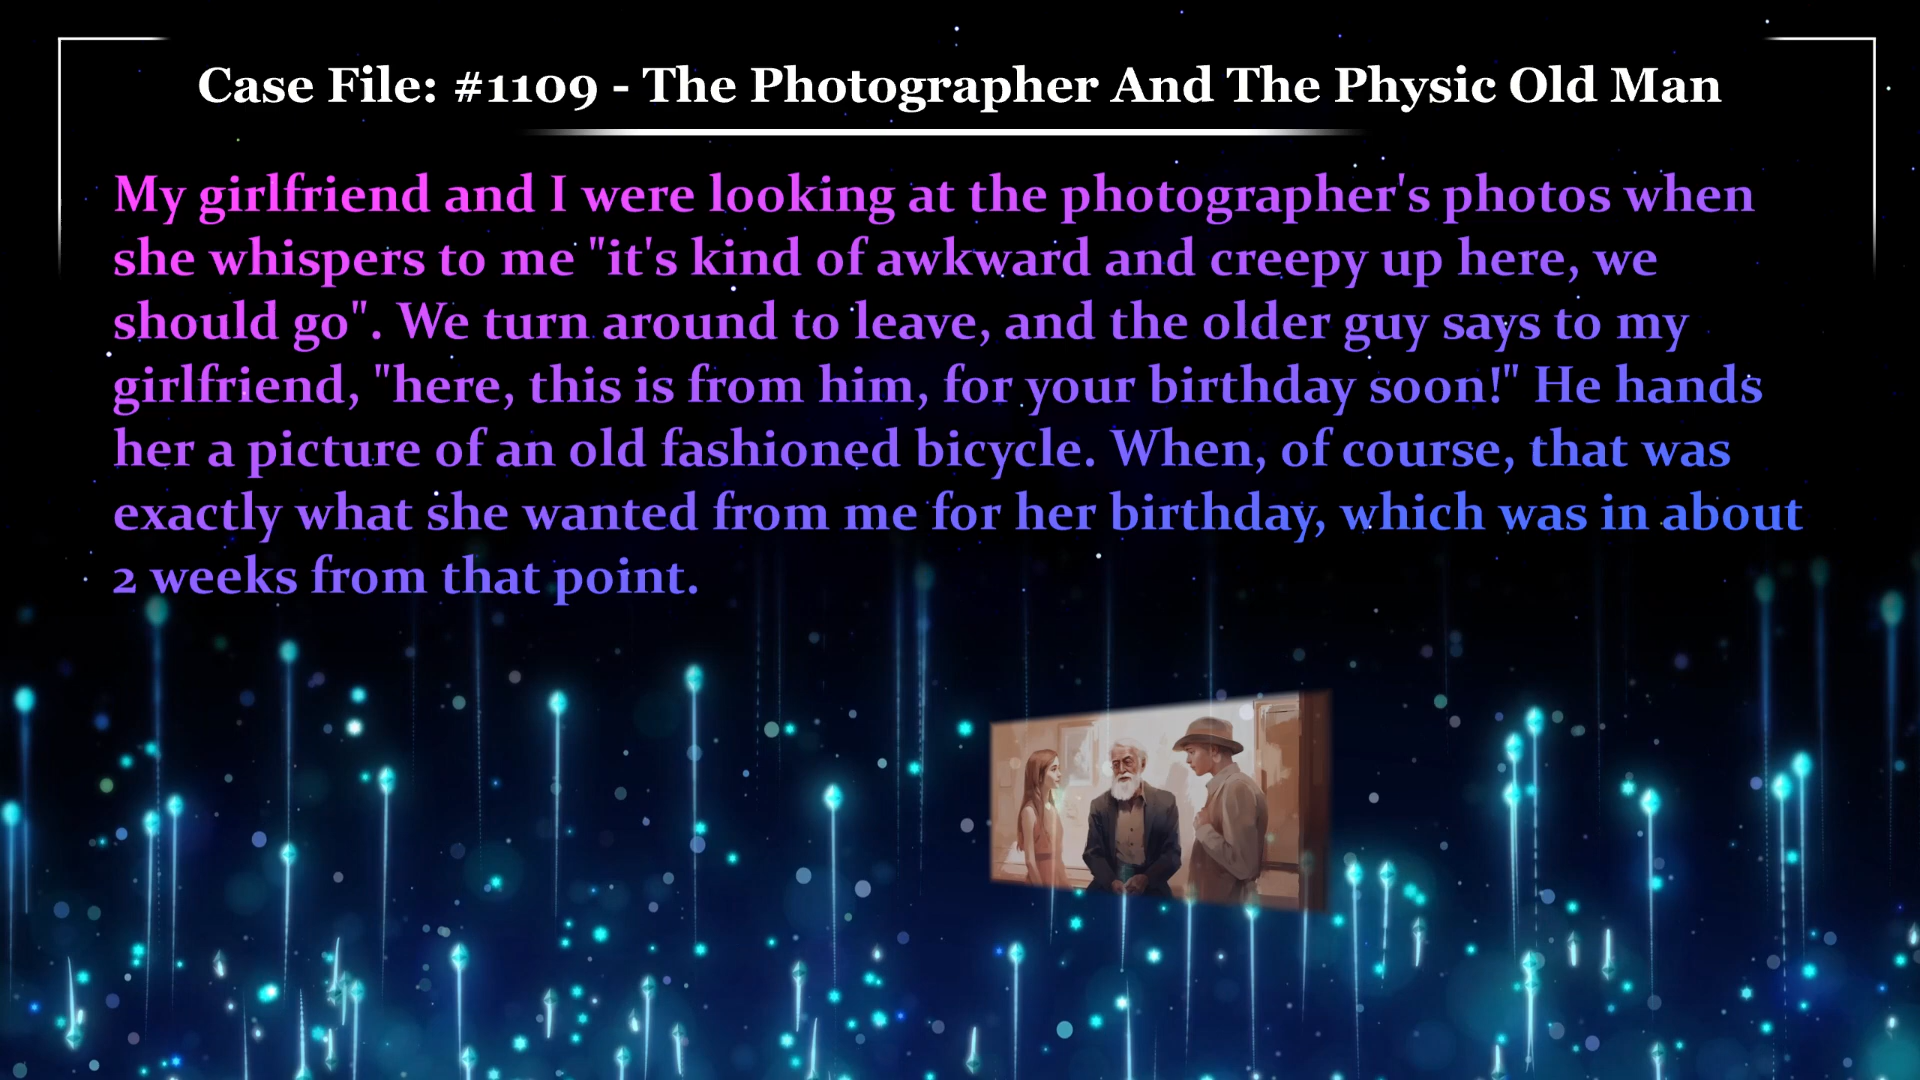 Case File: #1109 - The Photographer And The Physic Old Man
My girlfriend and I were looking at the photographer's photos when
she whispers to me "it's kind of awkward and creepy up here, we
should go". We turn around to leave, and the older guy says to my
girlfriend, "here, this is from him, for your birthday soon!" He hands
her a picture of an old fashioned bicycle. When, of course, that was
exactly what she wanted from me for her birthday, which was in about
2 weeks from that point.